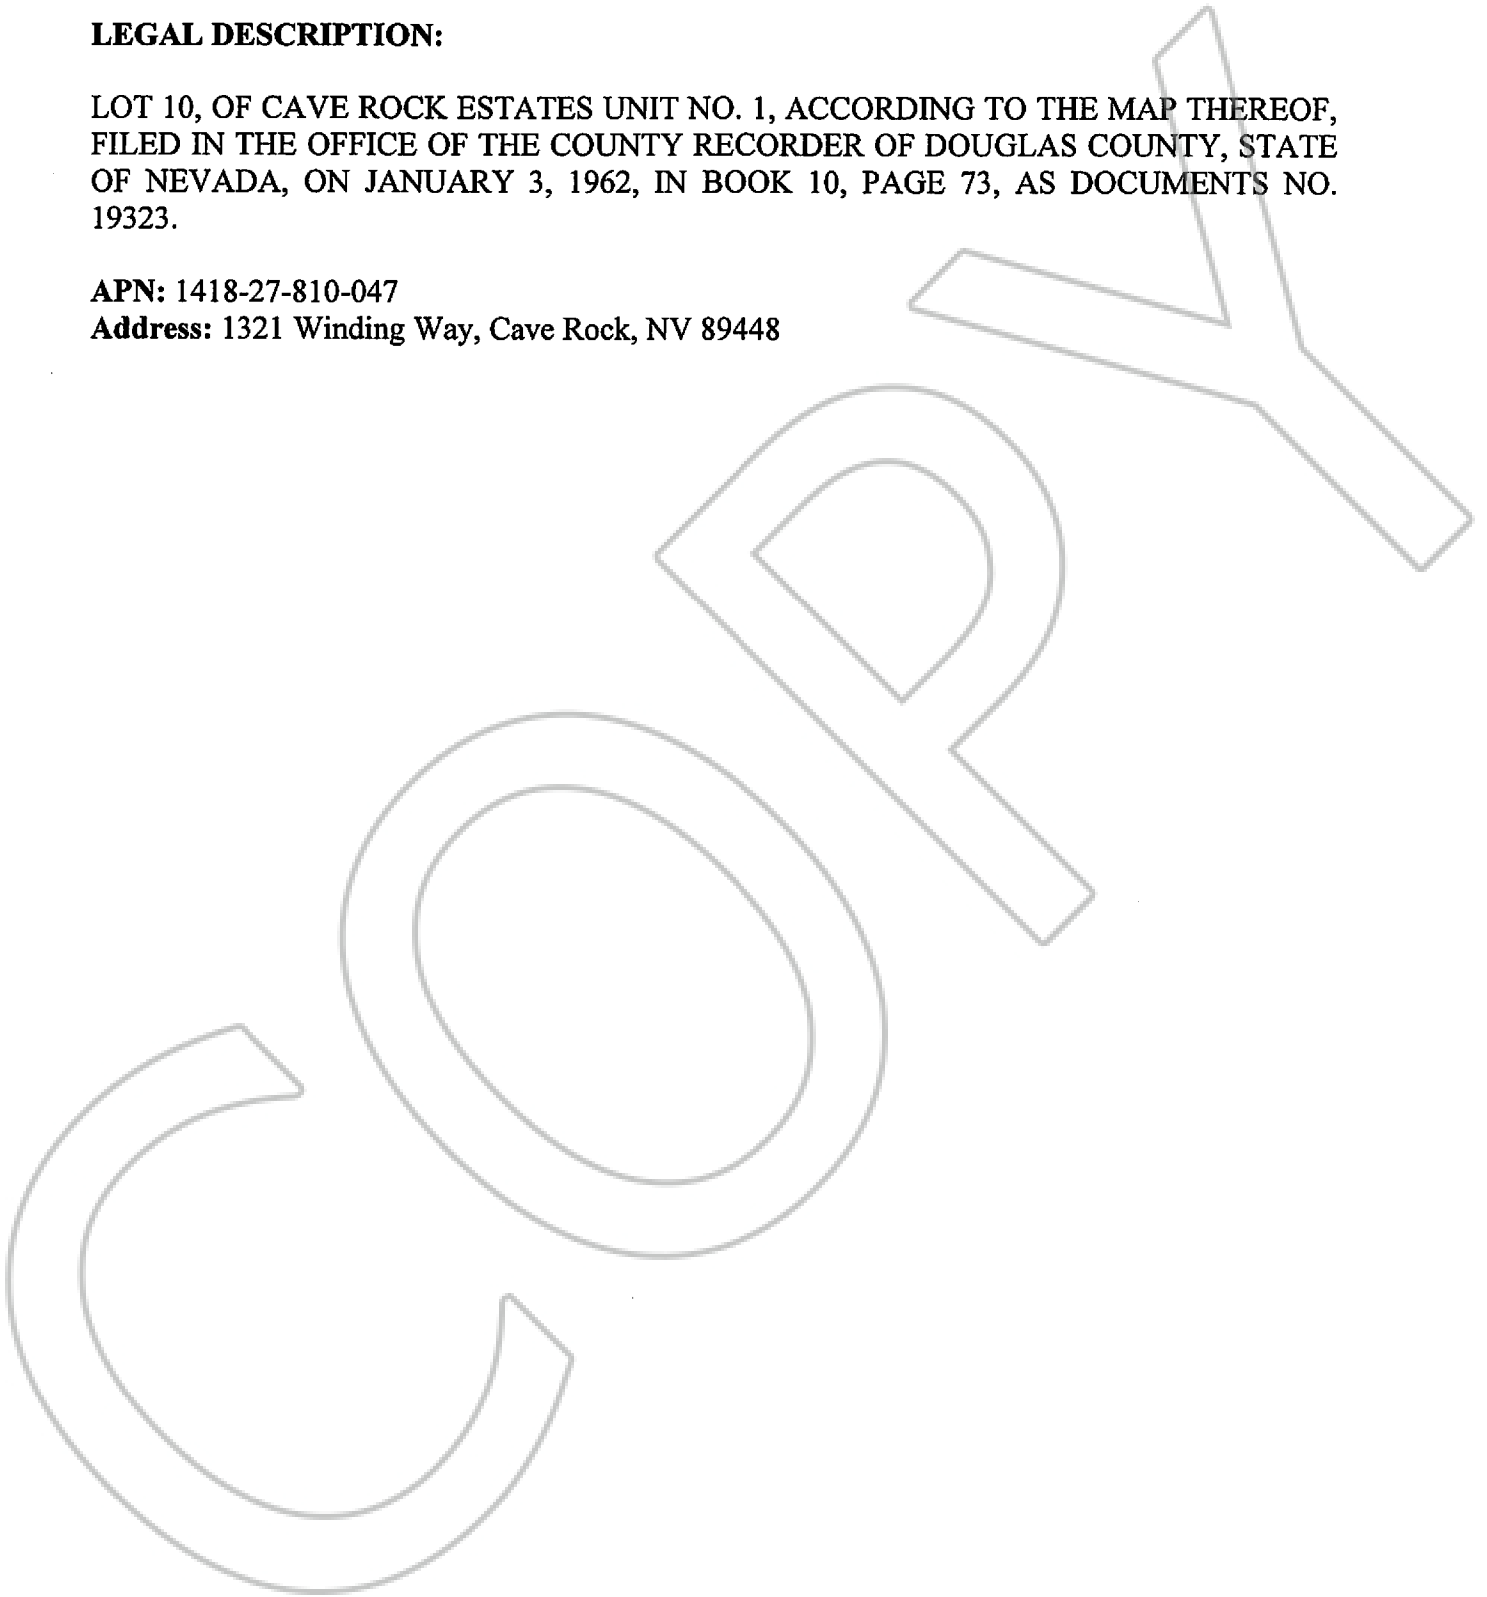 LEGAL DESCRIPTION:
LOT 10, OF CAVE ROCK ESTATES UNIT NO. 1, ACCORDING TO THE MAP THEREOF,
FILED IN THE OFFICE OF THE COUNTY RECORDER OF DOUGLAS COUNTY, STATE
OF NEVADA, ON JANUARY 3, 1962, IN BOOK 10, PAGE 73, AS DOCUMENTS NO.
19323.
APN: 1418-27-810-047
Address: 1321 Winding Way, Cave Rock, NV 89448
COPY